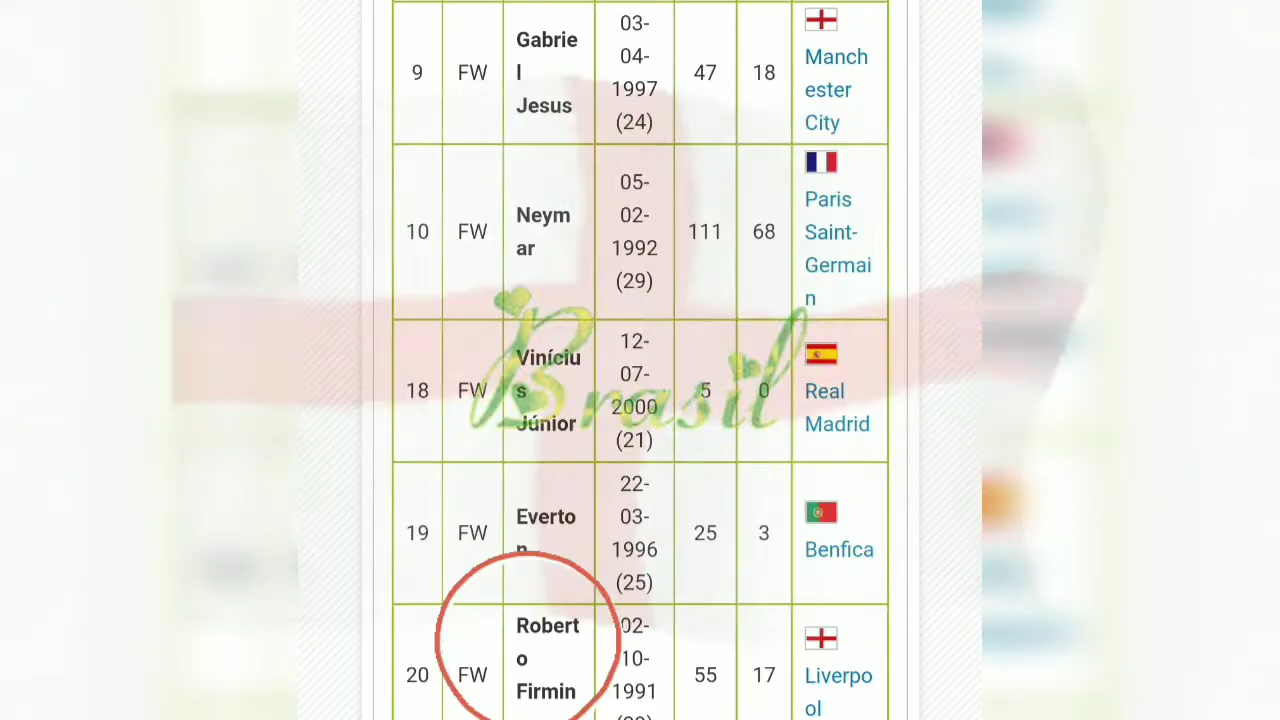 9 FW Gabrie
l
Jesus 03-
04-
1997
(24) 47 18 Manch
ester
City
10 FW Neym
ar 05-
02-
1992
(29) 111 68 Paris
Saint-
Germai
n
18 FW Viníciu
s
Júnior 12-
07-
2000
(21) 5 0 Real
Madrid
19 FW Everto
n 22-
03-
1996
(25) 25 3 Benfica
20 FW Robert
o
Firmin 02-
10-
1991 55 17 Liverpo
ol
Brasil